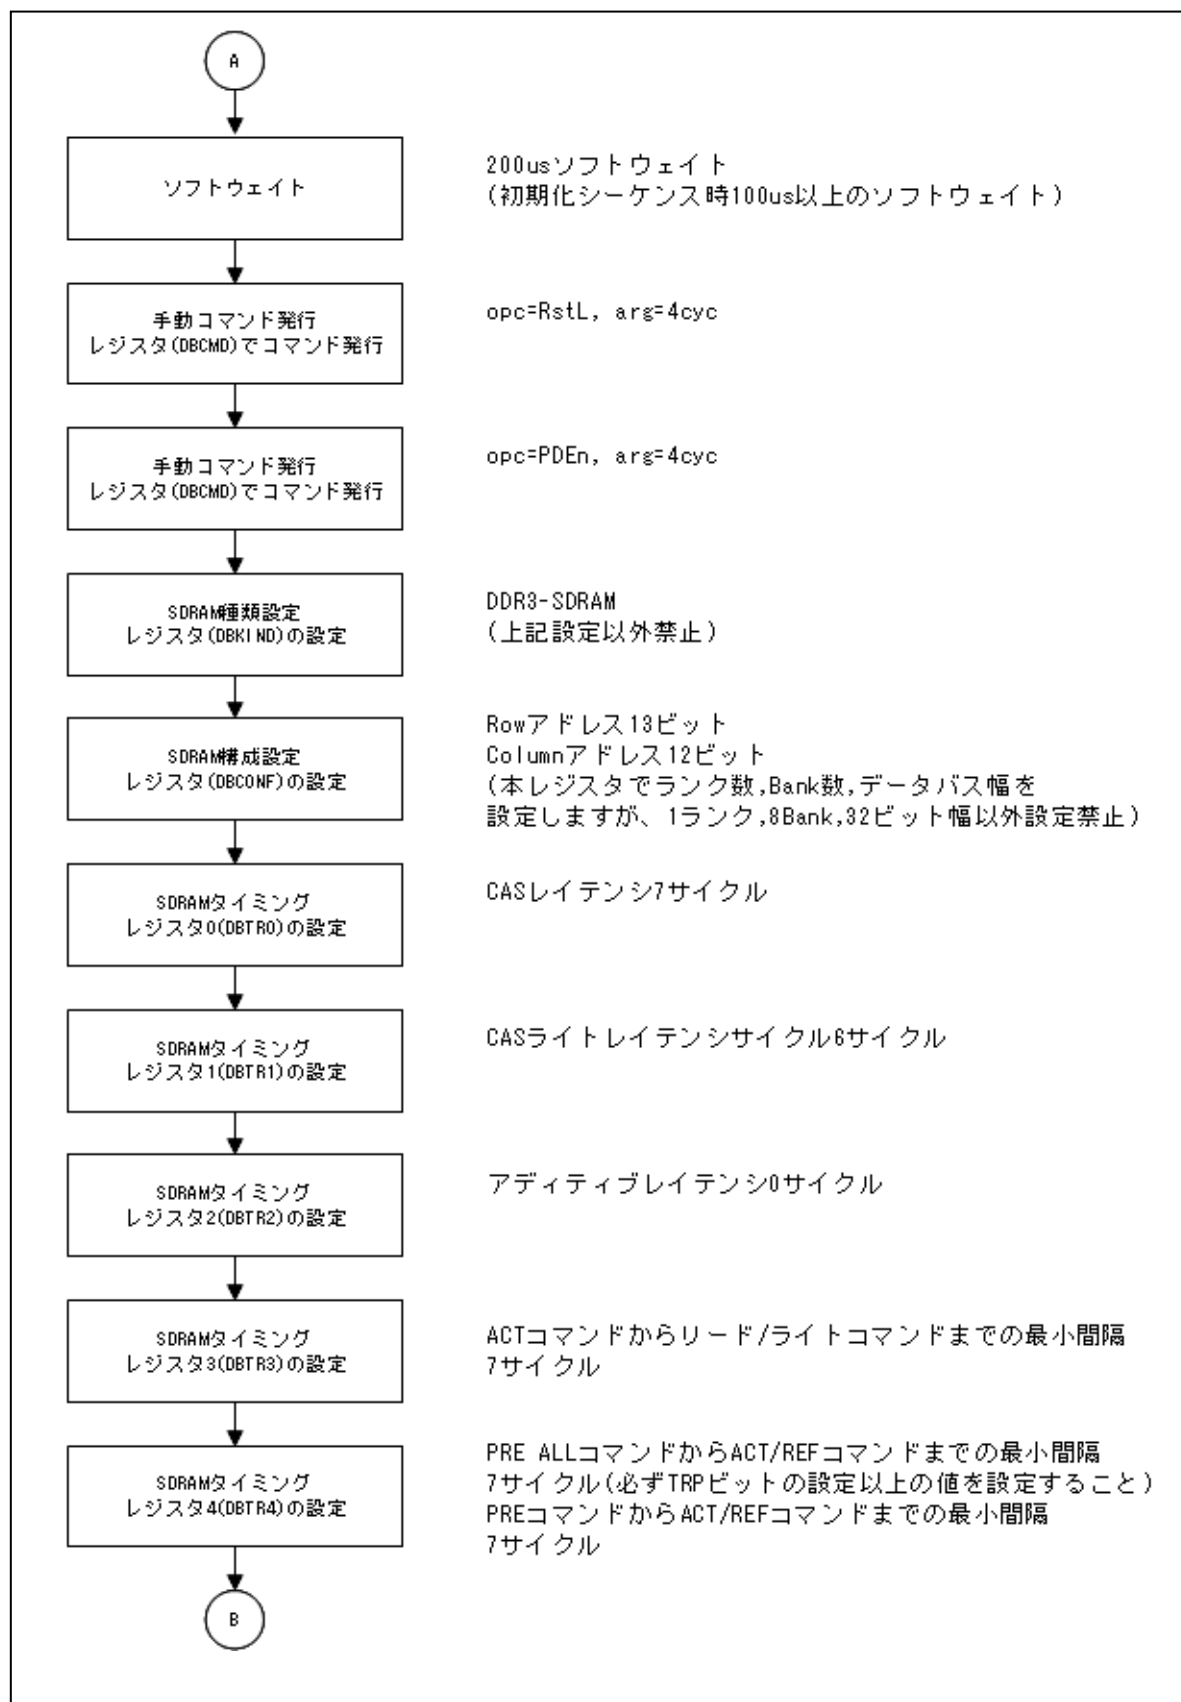 A
ソフトウェイト
200usソフトウェイト
(初期化シーケンス時100us以上のソフトウェイト)
手動コマンド発行
レジスタ(DBCMD)でコマンド発行
opc=RstL, arg=4cyc
手動コマンド発行
レジスタ(DBCMD)でコマンド発行
opc=PDEn, arg=4cyc
SDRAM種類設定
レジスタ(DBKIND)の設定
DDR3-SDRAM
(上記設定以外禁止)
SDRAM構成設定
レジスタ(DBCONF)の設定
Rowアドレス13ビット
Columnアドレス12ビット
(本レジスタでランク数,Bank数,データバス幅を
設定しますが、1ランク,8Bank,32ビット幅以外設定禁止)
SDRAMタイミング
レジスタ0(DBTR0)の設定
CASレイテンシ7サイクル
SDRAMタイミング
レジスタ1(DBTR1)の設定
CASライトレイテンシサイクル6サイクル
SDRAMタイミング
レジスタ2(DBTR2)の設定
アディティブレイテンシ0サイクル
SDRAMタイミング
レジスタ3(DBTR3)の設定
ACTコマンドからリード/ライトコマンドまでの最小間隔
7サイクル
SDRAMタイミング
レジスタ4(DBTR4)の設定
PRE ALLコマンドからACT/REFコマンドまでの最小間隔
7サイクル(必ずTRPビットの設定以上の値を設定すること)
PREコマンドからACT/REFコマンドまでの最小間隔
7サイクル
B